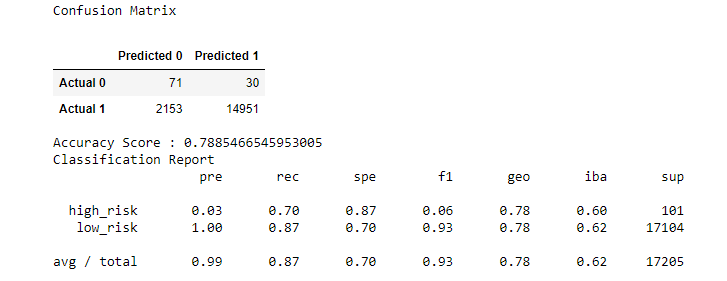 Confusion Matrix
Predicted 0 Predicted 1
Actual 0 71 30
Actual 1 2153 14951
Accuracy Score : 0.7885466545953005
Classification Report
pre rec spe f1 geo iba sup
high_risk 0.03 0.70 0.87 0.06 0.78 0.60 101
low_risk 1.00 0.87 0.70 0.93 0.78 0.62 17104
avg / total 0.99 0.87 0.70 0.93 0.78 0.62 17205